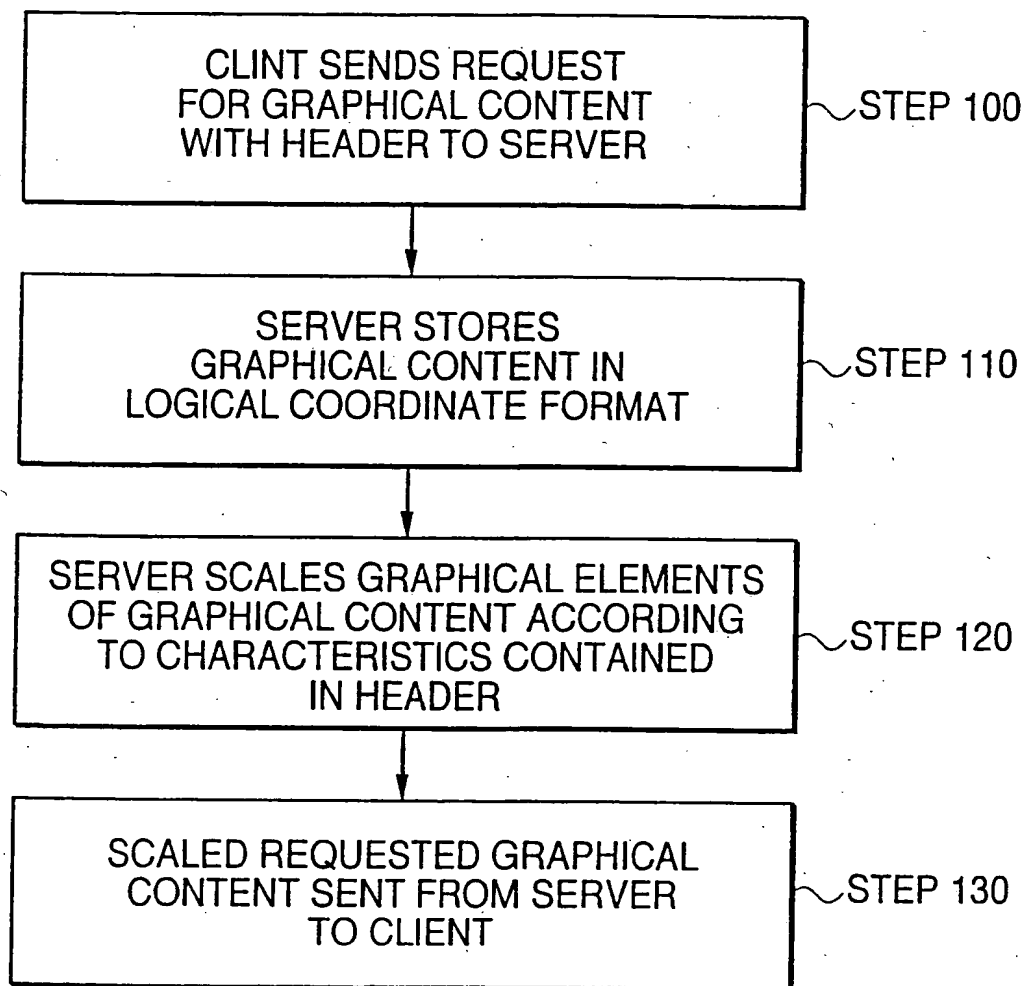 CLINT SENDS REQUEST
FOR GRAPHICAL CONTENT
WITH HEADER TO SERVER
STEP 100
SERVER STORES
GRAPHICAL CONTENT IN
LOGICAL COORDINATE FORMAT
STEP 110
SERVER SCALES GRAPHICAL ELEMENTS
OF GRAPHICAL CONTENT ACCORDING
TO CHARACTERISTICS CONTAINED
IN HEADER
STEP 120
SCALED REQUESTED GRAPHICAL
CONTENT SENT FROM SERVER
TO CLIENT
STEP 130